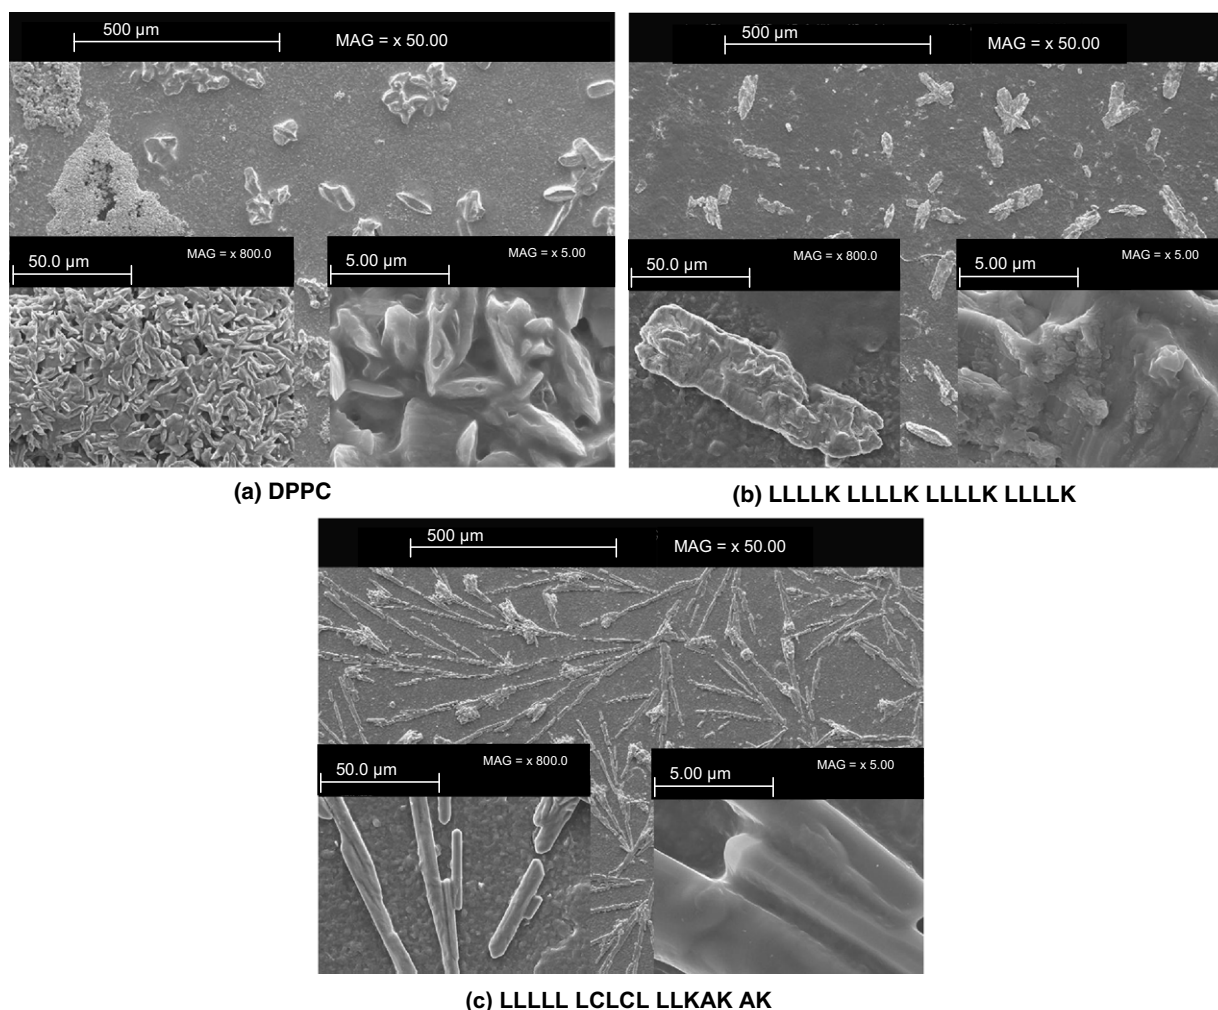 500 µm
MAG = x 50.00
50.0 µm
MAG = x 800.0
5.00 µm
MAG = x 5.00
(a) DPPC
500 µm
MAG = x 50.00
50.0 µm
MAG = x 800.0
5.00 µm
MAG = x 5.00
(b) LLLLK LLLLK LLLLK LLLLK
500 µm
MAG = x 50.00
50.0 µm
MAG = x 800.0
5.00 µm
MAG = x 5.00
(c) LLLLL LCLCL LLKAK AK